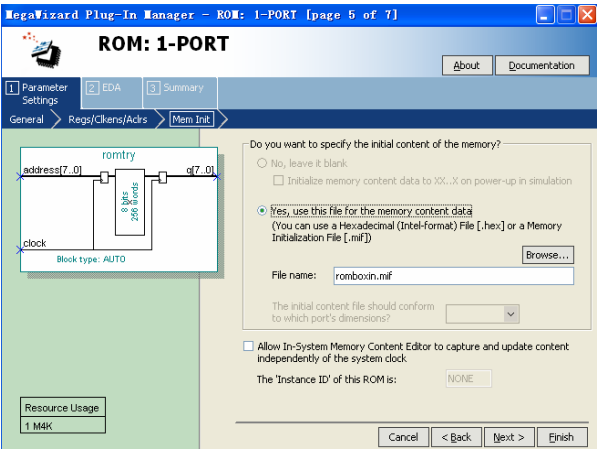 MegaWizard Plug-In Manager - ROM: 1-PORT [page 5 of 7]
ROM: 1-PORT
About
Documentation
1 Parameter Settings
2 EDA
3 Summary
General
Regs/Clkens/Aclrs
Mem Init
romtry
address[7..0]
q[7..0]
8 bits
256 Words
clock
Block type: AUTO
Do you want to specify the initial content of the memory?
No, leave it blank
Initialize memory content data to XX..X on power-up in simulation
Yes, use this file for the memory content data
(You can use a Hexadecimal (Intel-format) File [.hex] or a Memory
Initialization File [.mif])
Browse...
File name:
romboxin.mif
The initial content file should conform
to which port's dimensions?
Allow In-System Memory Content Editor to capture and update content
independently of the system clock
The 'Instance ID' of this ROM is:
NONE
Resource Usage
1 M4K
Cancel
< Back
Next >
Finish